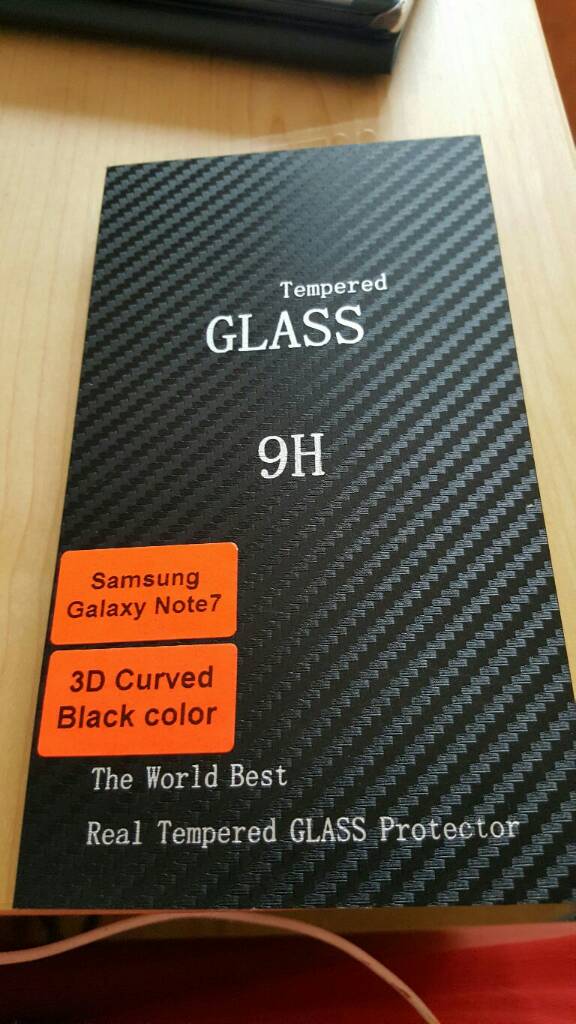 Tempered
GLASS
9H
Samsung
Galaxy Note7
3D Curved
Black color
The World Best
Real Tempered GLASS Protector